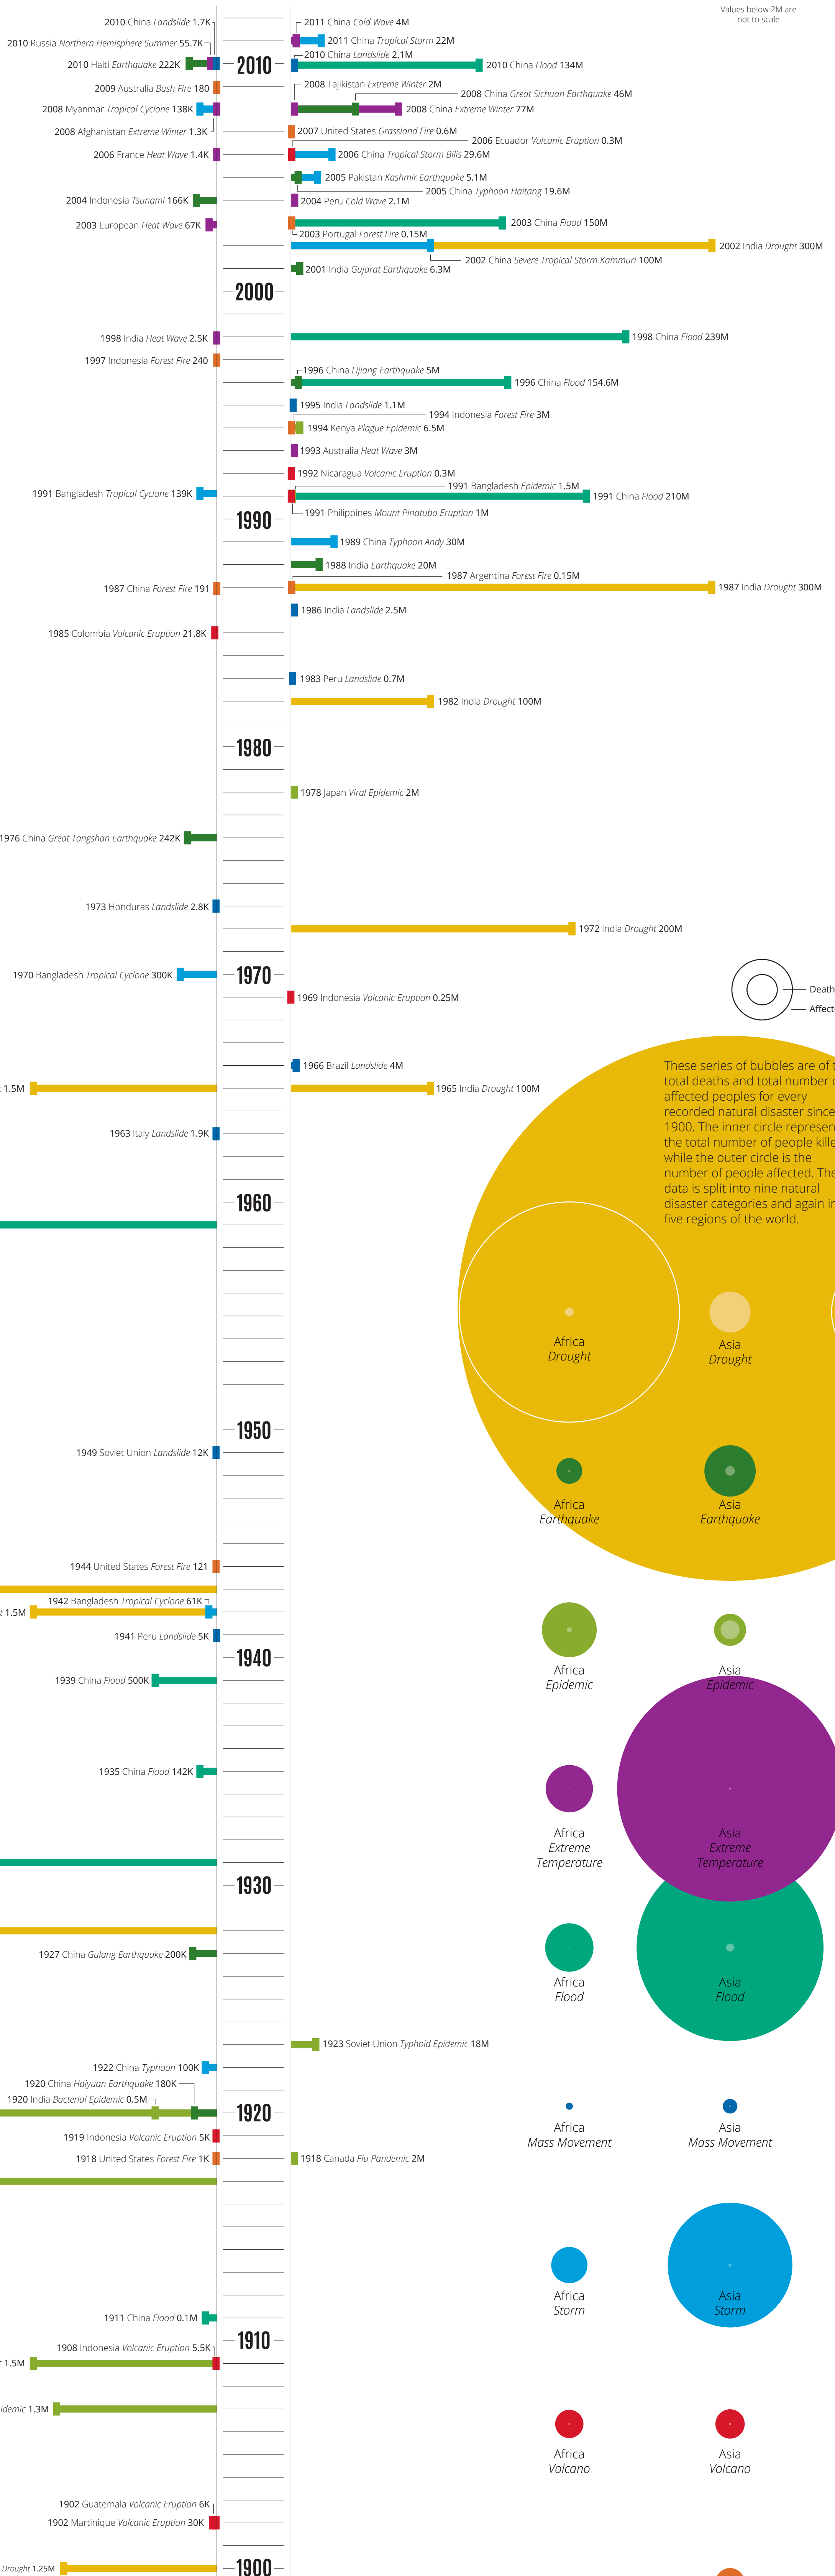 Values below 2M are
not to scale
2010 China Landslide 1.7K
2011 China Cold Wave 4M
2010 Russia Northern Hemisphere Summer 55.7K
2011 China Tropical Storm 22M
2010 China Landslide 2.1M
2010 Haiti Earthquake 222K
2010
2010 China Flood 134M
2009 Australia Bush Fire 180
2008 Tajikistan Extreme Winter 2M
2008 China Great Sichuan Earthquake 46M
2008 Myanmar Tropical Cyclone 138K
2008 China Extreme Winter 77M
2008 Afghanistan Extreme Winter 1.3K
2007 United States Grassland Fire 0.6M
2006 Ecuador Volcanic Eruption 0.3M
2006 France Heat Wave 1.4K
2006 China Tropical Storm Bilis 29.6M
2005 Pakistan Kashmir Earthquake 5.1M
2005 China Typhoon Haitang 19.6M
2004 Indonesia Tsunami 166K
2004 Peru Cold Wave 2.1M
2003 European Heat Wave 67K
2003 China Flood 150M
2003 Portugal Forest Fire 0.15M
2002 India Drought 300M
2002 China Severe Tropical Storm Kammuri 100M
2001 India Gujarat Earthquake 6.3M
2000
1998 India Heat Wave 2.5K
1998 China Flood 239M
1997 Indonesia Forest Fire 240
1996 China Lijiang Earthquake 5M
1996 China Flood 154.6M
1995 India Landslide 1.1M
1994 Indonesia Forest Fire 3M
1994 Kenya Plague Epidemic 6.5M
1993 Australia Heat Wave 3M
1992 Nicaragua Volcanic Eruption 0.3M
1991 Bangladesh Epidemic 1.5M
1991 Bangladesh Tropical Cyclone 139K
1991 China Flood 210M
1991 Philippines Mount Pinatubo Eruption 1M
1990
1989 China Typhoon Andy 30M
1988 India Earthquake 20M
1987 Argentina Forest Fire 0.15M
1987 China Forest Fire 191
1987 India Drought 300M
1986 India Landslide 2.5M
1985 Colombia Volcanic Eruption 21.8K
1983 Peru Landslide 0.7M
1982 India Drought 100M
1980
1978 Japan Viral Epidemic 2M
1976 China Great Tangshan Earthquake 242K
1973 Honduras Landslide 2.8K
1972 India Drought 200M
1970 Bangladesh Tropical Cyclone 300K
1970
Death
1969 Indonesia Volcanic Eruption 0.25M
Affect
1966 Brazil Landslide 4M
1.5M
1965 India Drought 100M
These series of bubbles are of t
total deaths and total number o
affected peoples for every
recorded natural disaster since
1900. The inner circle represen
the total number of people kille
while the outer circle is the
number of people affected. The
data is split into nine natural
disaster categories and again in
five regions of the world.
1963 Italy Landslide 1.9K
1960
Africa
Drought
Asia
Drought
1950
1949 Soviet Union Landslide 12K
Africa
Earthquake
Asia
Earthquake
1944 United States Forest Fire 121
1942 Bangladesh Tropical Cyclone 61K
t 1.5M
1941 Peru Landslide 5K
1940
1939 China Flood 500K
Africa
Epidemic
Asia
Epidemic
1935 China Flood 142K
Africa
Extreme
Temperature
Asia
Extreme
Temperature
1930
1927 China Gulang Earthquake 200K
Africa
Flood
Asia
Flood
1923 Soviet Union Typhoid Epidemic 18M
1922 China Typhoon 100K
1920 China Haiyuan Earthquake 180K
1920 India Bacterial Epidemic 0.5M
1920
Africa
Mass Movement
Asia
Mass Movement
1919 Indonesia Volcanic Eruption 5K
1918 United States Forest Fire 1K
1918 Canada Flu Pandemic 2M
Africa
Storm
Asia
Storm
1911 China Flood 0.1M
1910
1908 Indonesia Volcanic Eruption 5.5K
1.5M
idemic 1.3M
Africa
Volcano
Asia
Volcano
1902 Guatemala Volcanic Eruption 6K
1902 Martinique Volcanic Eruption 30K
Drought 1.25M
1900